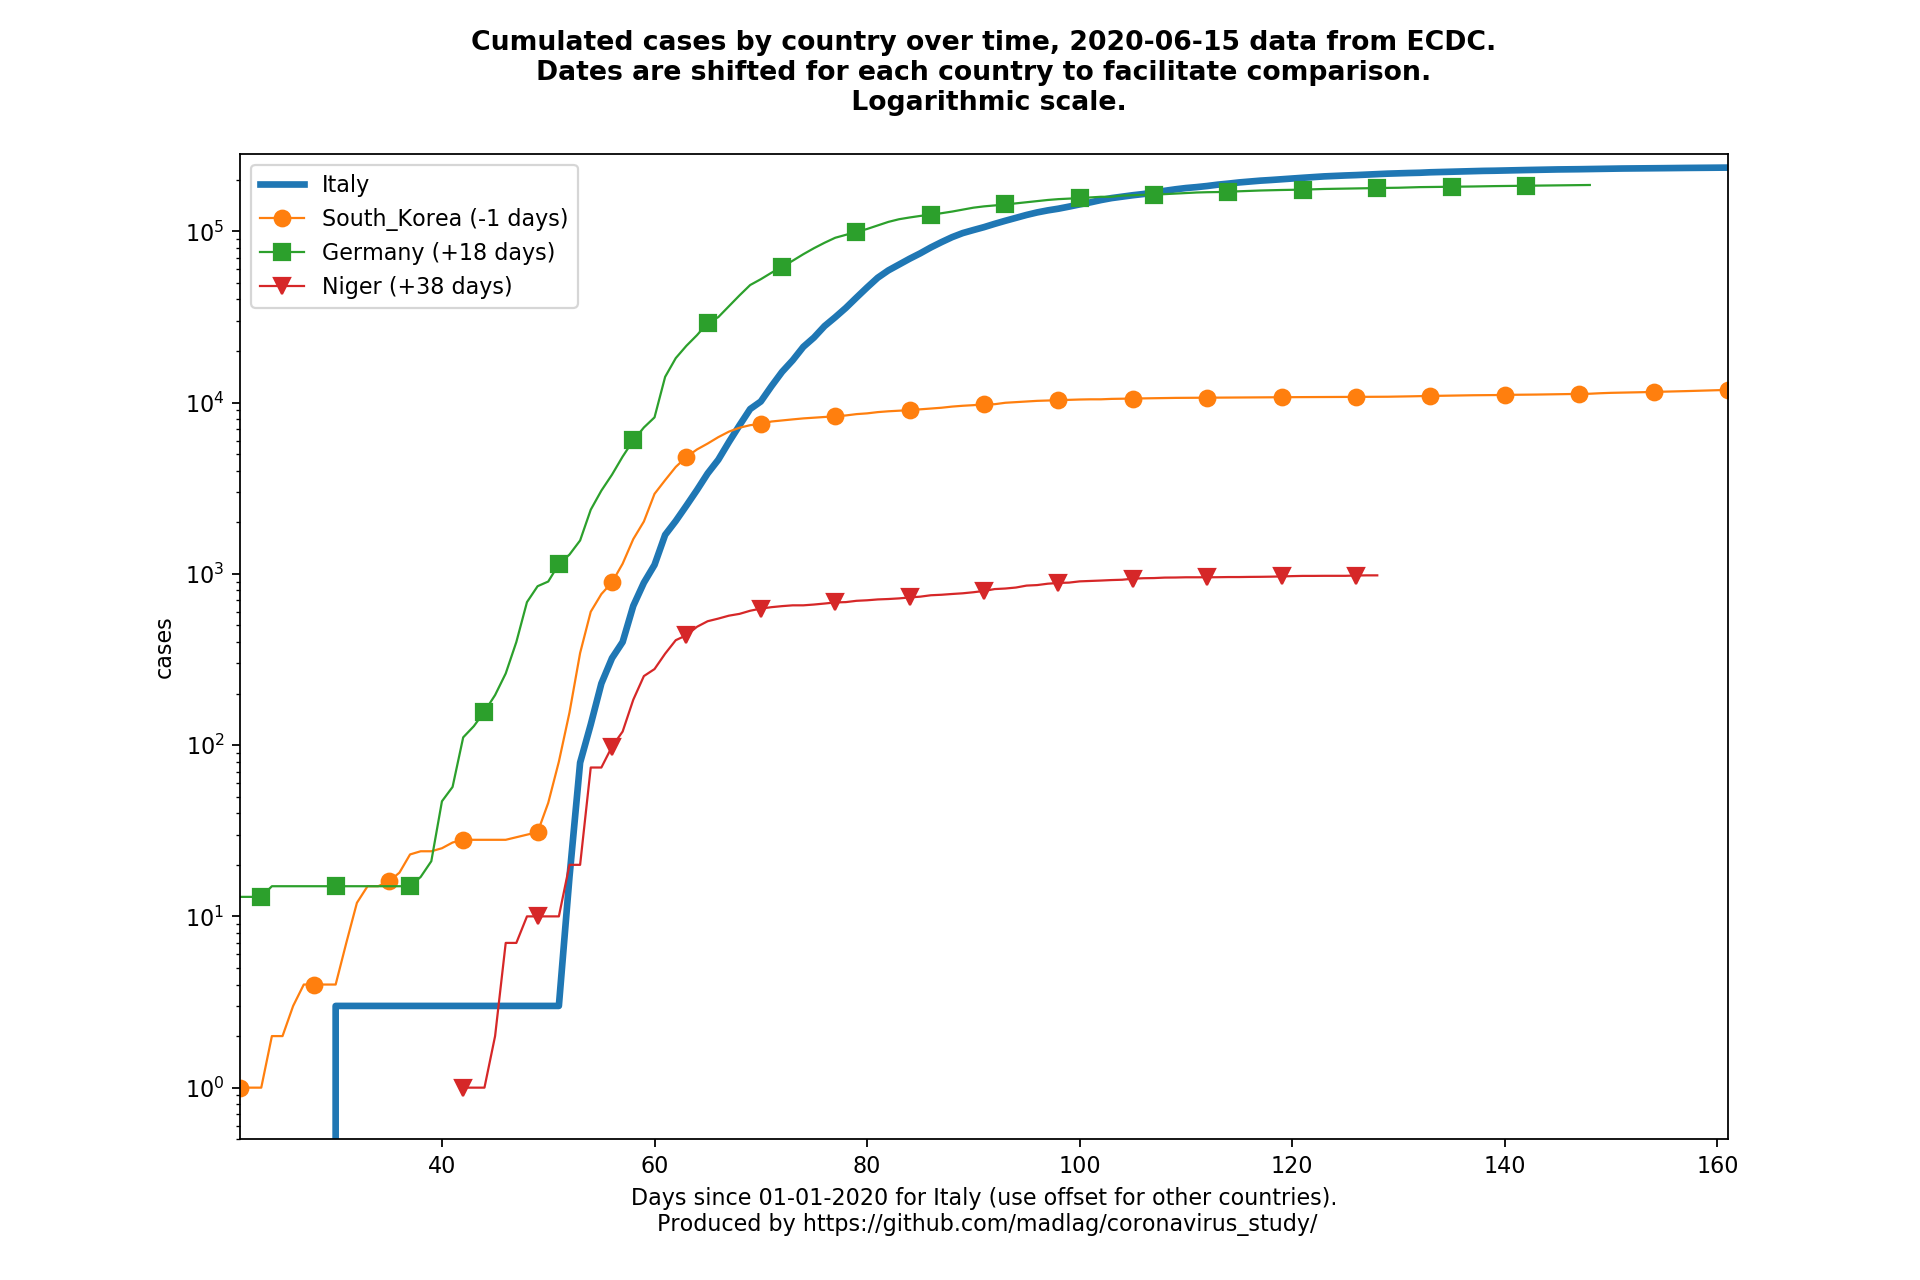 Cumulated cases by country over time, 2020-06-15 data from ECDC.
Dates are shifted for each country to facilitate comparison.
Logarithmic scale.
Italy
South_Korea (-1 days)
Germany (+18 days)
Niger (+38 days)
10^5
10^4
10^3
10^2
10^1
10^0
cases
40 60 80 100 120 140 160
Days since 01-01-2020 for Italy (use offset for other countries).
Produced by https://github.com/madlag/coronavirus_study/